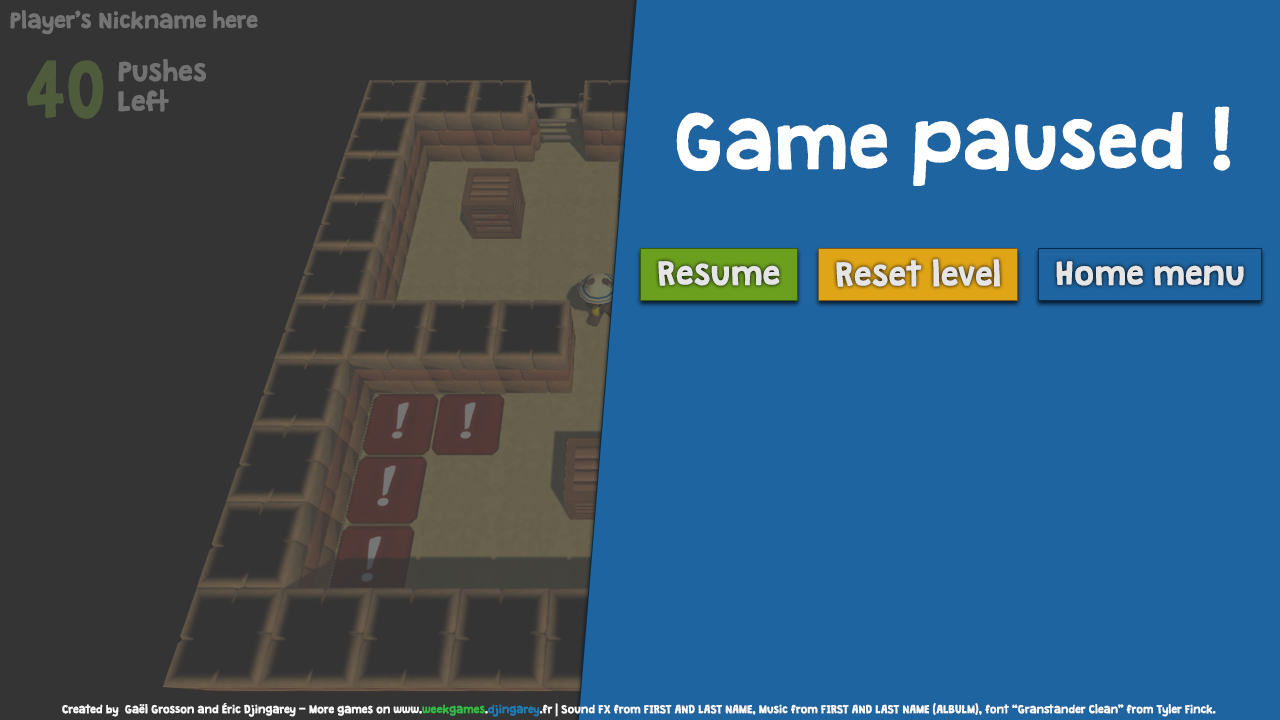 Player's Nickname here
40 Pushes
Left
Game paused !
Resume Reset level Home menu
! !
!
!
Created by Gaël Grosson and Éric Djingarey – More games on www.weekgames.djingarey.fr | Sound FX from FIRST AND LAST NAME, Music from FIRST AND LAST NAME (ALBULM), font “Granstander Clean” from Tyler Finck.